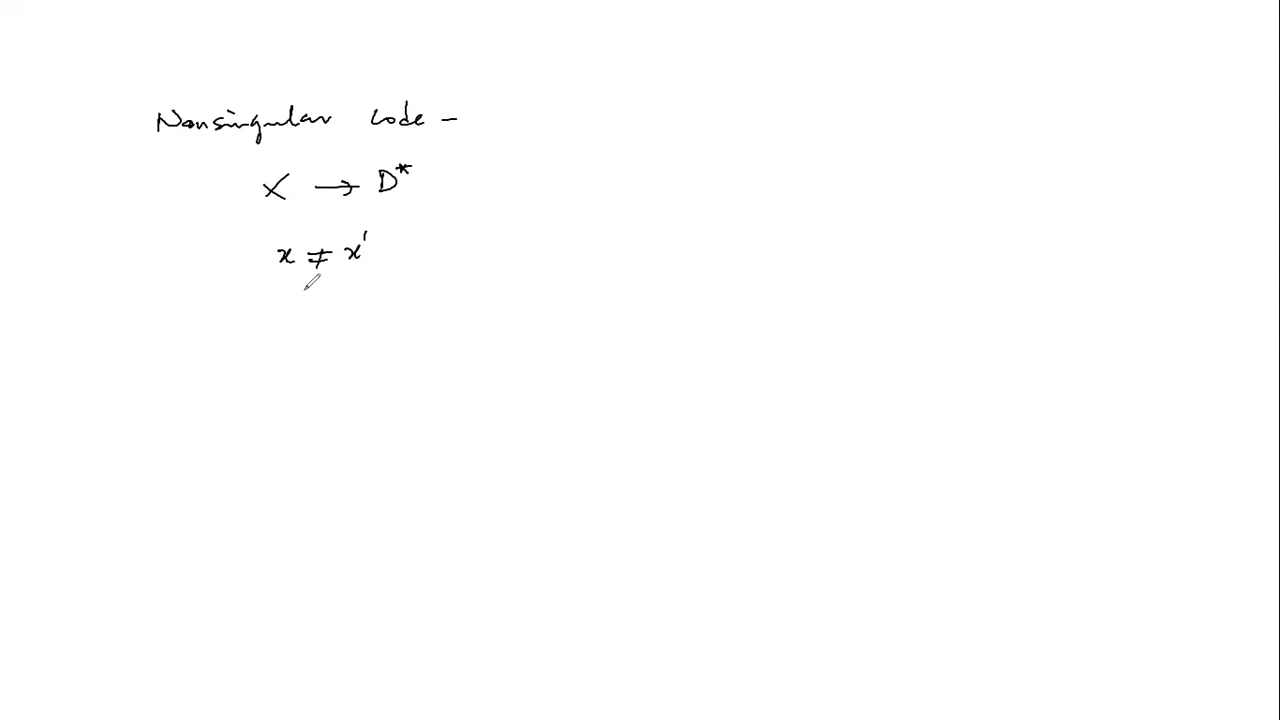 Nonsingular code -
X → D*
x ≠ x'